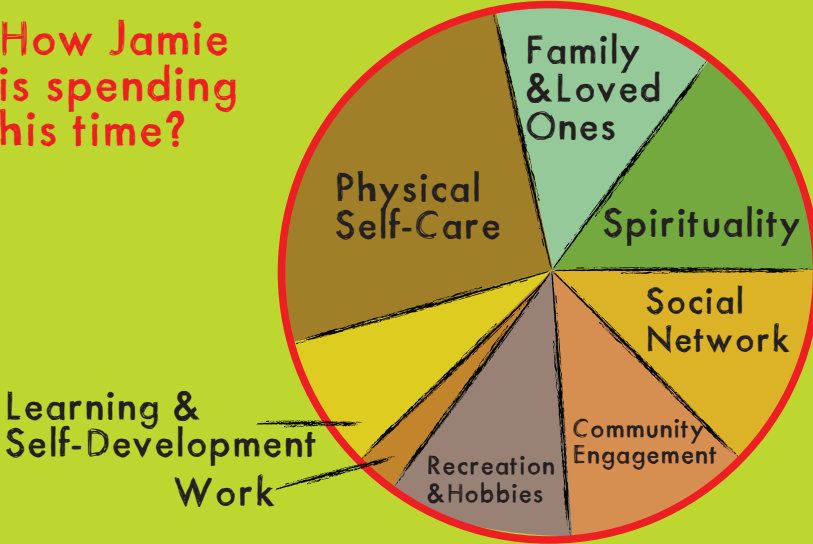 How Jamie
is spending
his time?
Family
&Loved
Ones
Physical
Self-Care
Spirituality
Social
Network
Learning &
Self-Development
Community
Engagement
Recreation
&Hobbies
Work